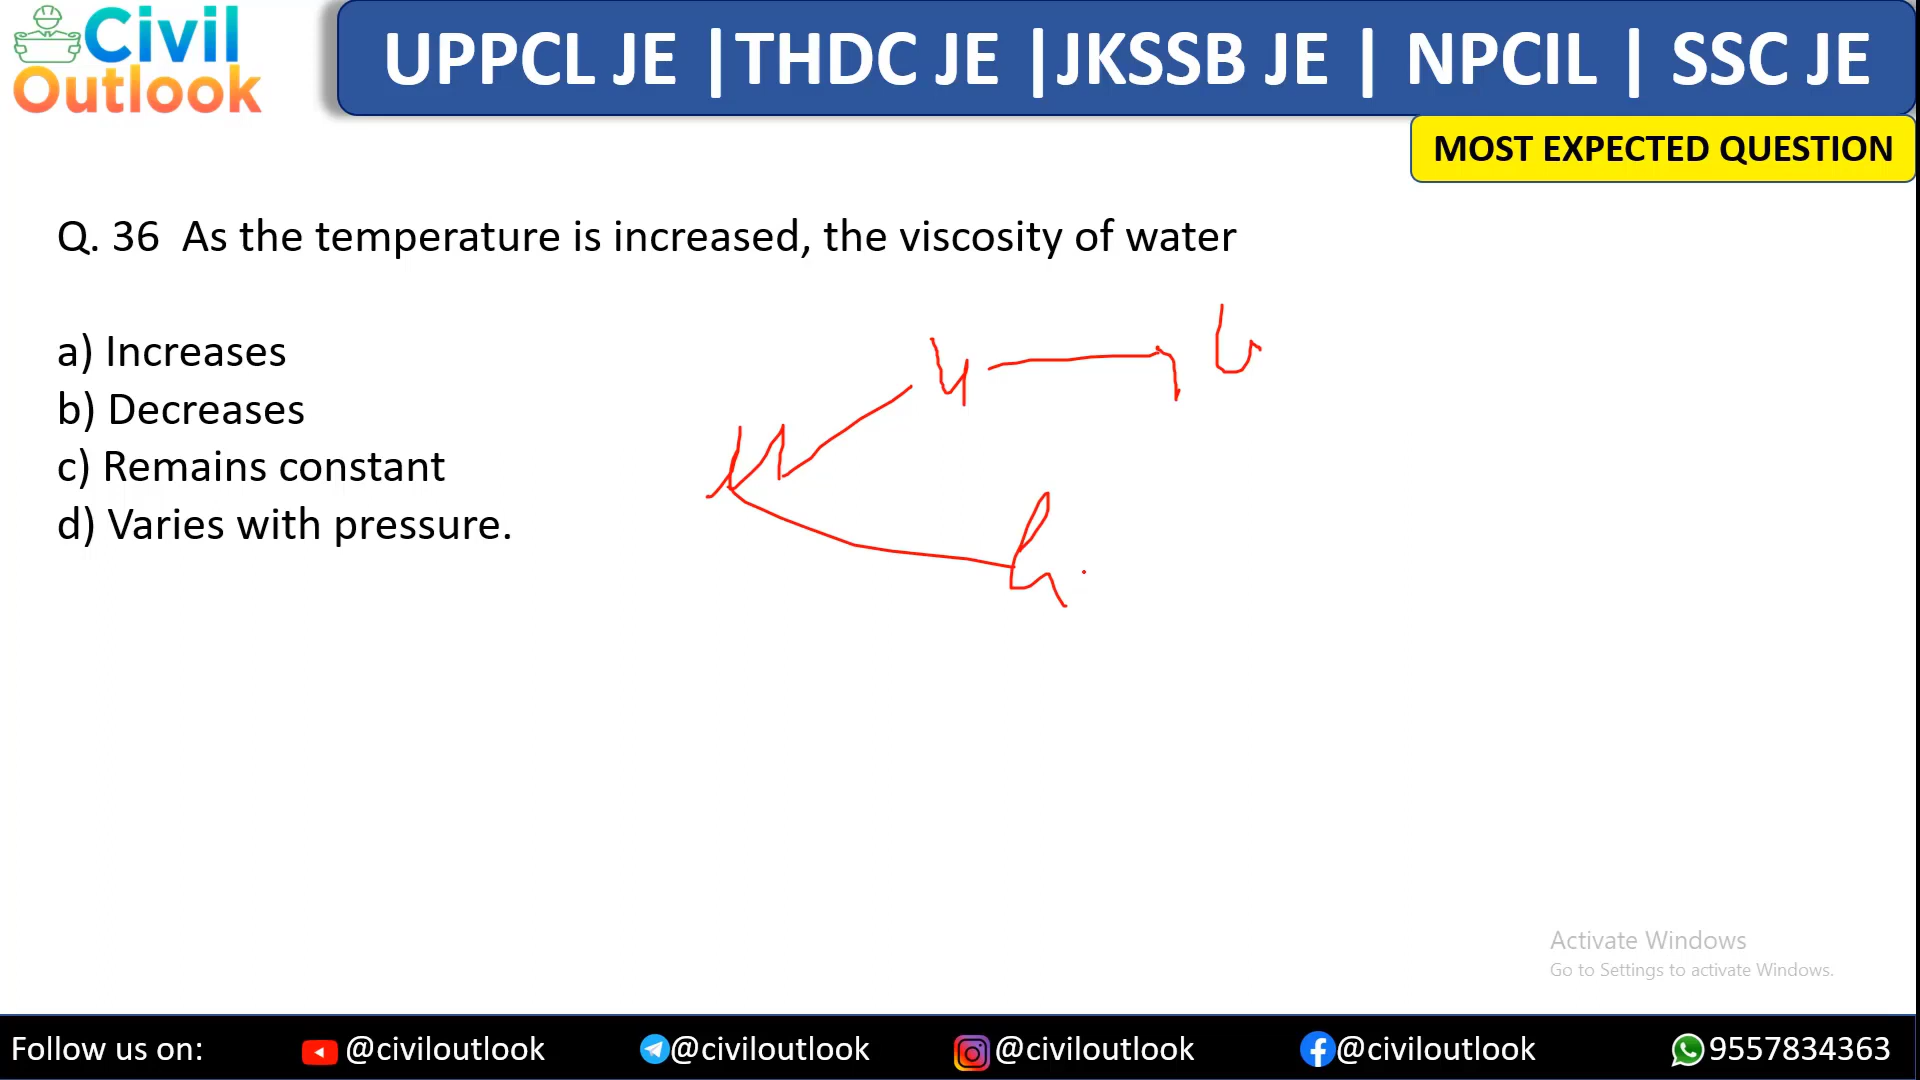 Civil
Outlook
UPPCL JE |THDC JE |JKSSB JE | NPCIL | SSC JE
MOST EXPECTED QUESTION
Q. 36 As the temperature is increased, the viscosity of water
a) Increases
b) Decreases
c) Remains constant
d) Varies with pressure.
Activate Windows
Go to Settings to activate Windows.
Follow us on: @civiloutlook @civiloutlook @civiloutlook @civiloutlook 9557834363